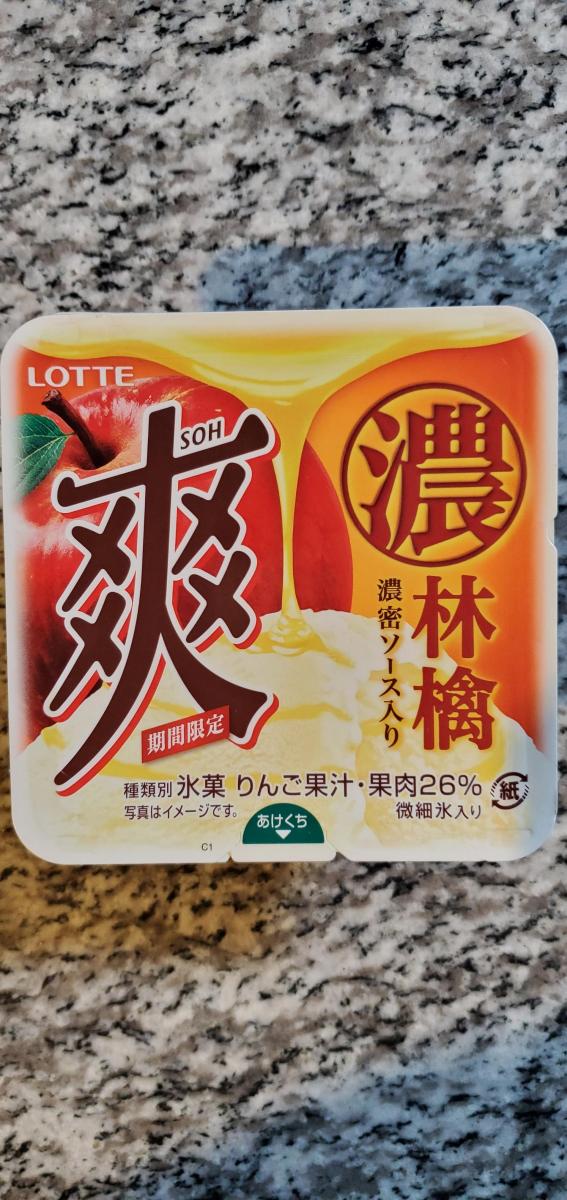 LOTTE
爽
SOH
期間限定
濃
林檎
濃密ソース入り
種類別 氷菓 りんご果汁・果肉26%
写真はイメージです。
微細氷入り
紙
あけくち
C1